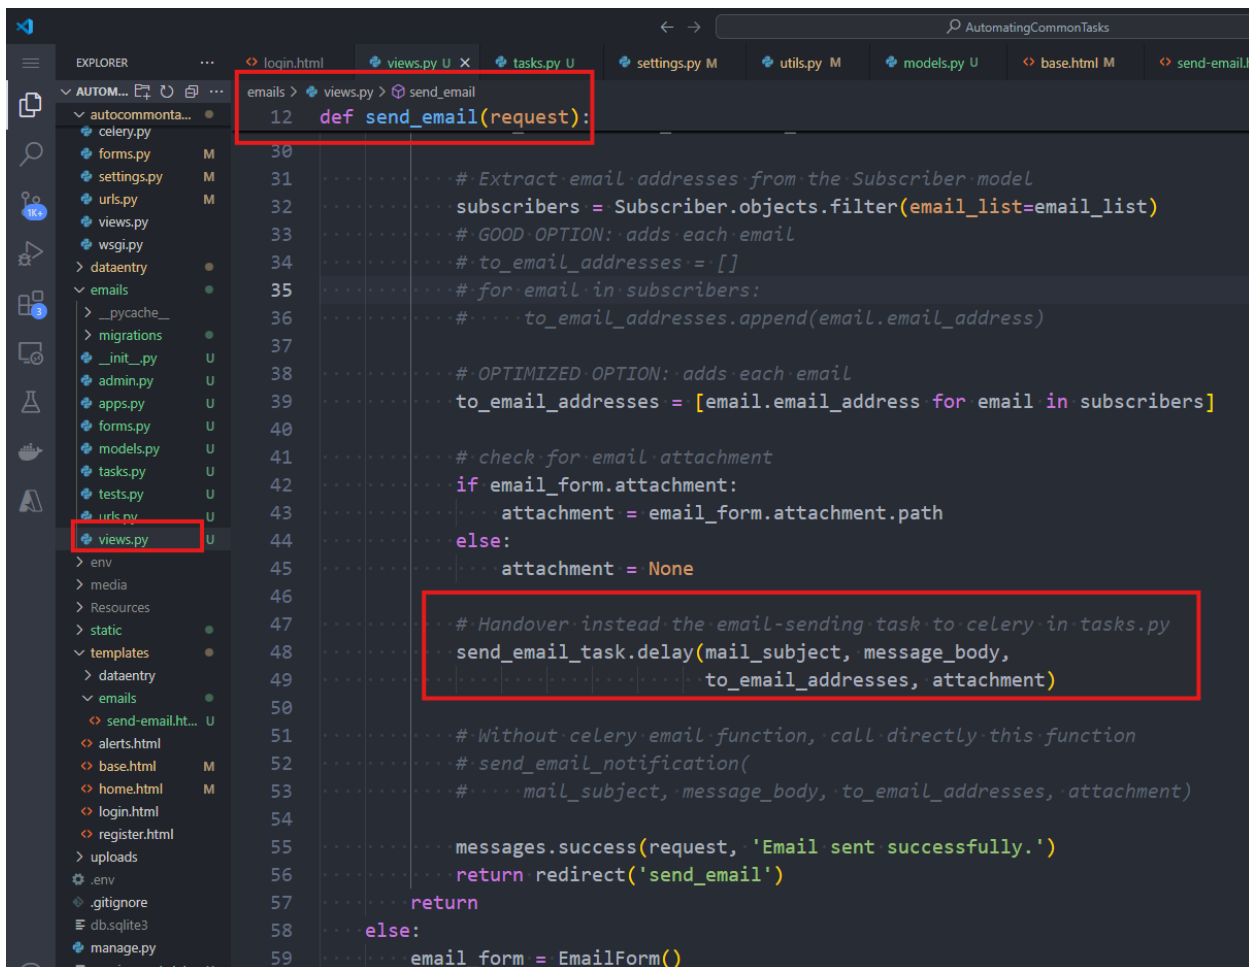 AutomatingCommonTasks
EXPLORER ...
login.html
views.py U
tasks.py U
settings.py M
utils.py M
models.py U
base.html M
send-email.h
AUTOM... ...
autocommonta...
celery.py
forms.py M
settings.py M
urls.py M
views.py
wsgi.py
dataentry
emails
__pycache__
migrations
__init__.py U
admin.py U
apps.py U
forms.py U
models.py U
tasks.py U
tests.py U
urls.py U
views.py U
env
media
Resources
static
templates
dataentry
emails
send-email.ht... U
alerts.html
base.html M
home.html M
login.html
register.html
uploads
.env
.gitignore
db.sqlite3
manage.py
1K+
3
emails > views.py > send_email
12 def send_email(request):
30
31 # Extract email addresses from the Subscriber model
32 subscribers = Subscriber.objects.filter(email_list=email_list)
33 # GOOD OPTION: adds each email
34 # to_email_addresses = []
35 # for email in subscribers:
36 #     to_email_addresses.append(email.email_address)
37
38 # OPTIMIZED OPTION: adds each email
39 to_email_addresses = [email.email_address for email in subscribers]
40
41 # check for email attachment
42 if email_form.attachment:
43     attachment = email_form.attachment.path
44 else:
45     attachment = None
46
47 # Handover instead the email-sending task to celery in tasks.py
48 send_email_task.delay(mail_subject, message_body,
49 to_email_addresses, attachment)
50
51 # Without celery email function, call directly this function
52 # send_email_notification(
53 #     mail_subject, message_body, to_email_addresses, attachment)
54
55 messages.success(request, 'Email sent successfully.')
56 return redirect('send_email')
57 return
58 else:
59 email_form = EmailForm()